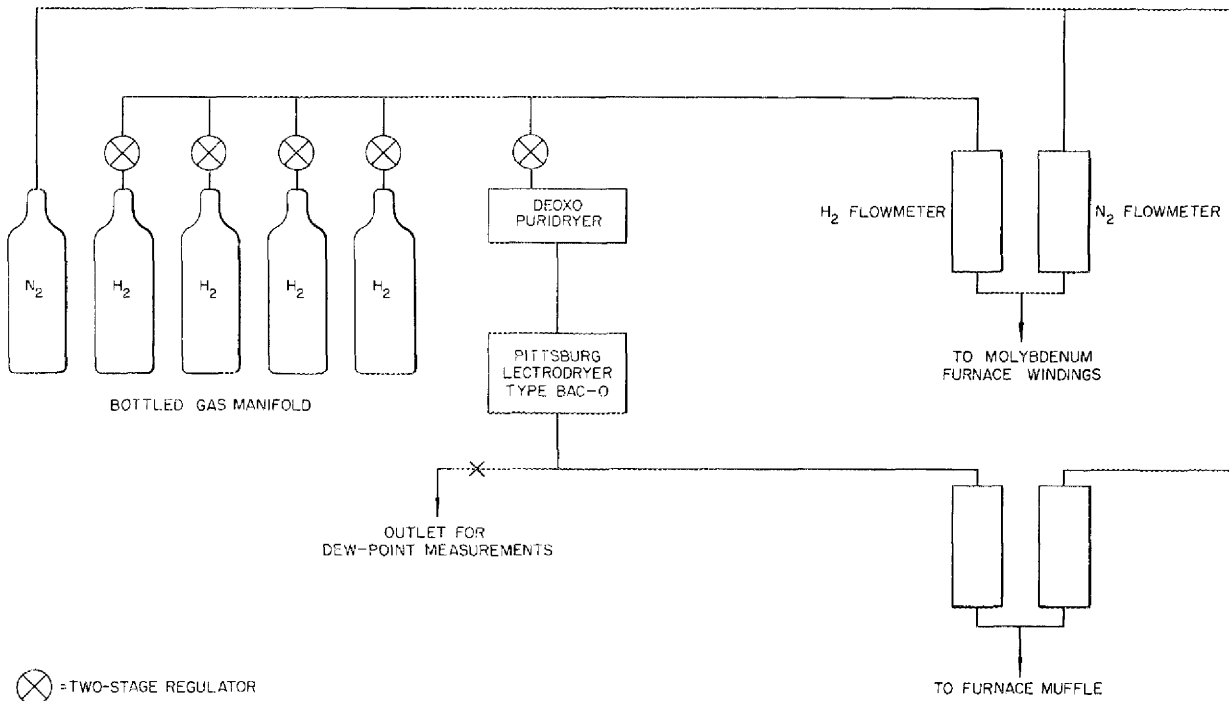 DEOXO
PURIDRYER
H2 FLOWMETER
N2 FLOWMETER
N2
H2
H2
H2
H2
TO MOLYBDENUM
FURNACE WINDINGS
PITTSBURG
LECTRODRYER
TYPE BAC-O
BOTTLED GAS MANIFOLD
OUTLET FOR
DEW-POINT MEASUREMENTS
=TWO-STAGE REGULATOR
TO FURNACE MUFFLE